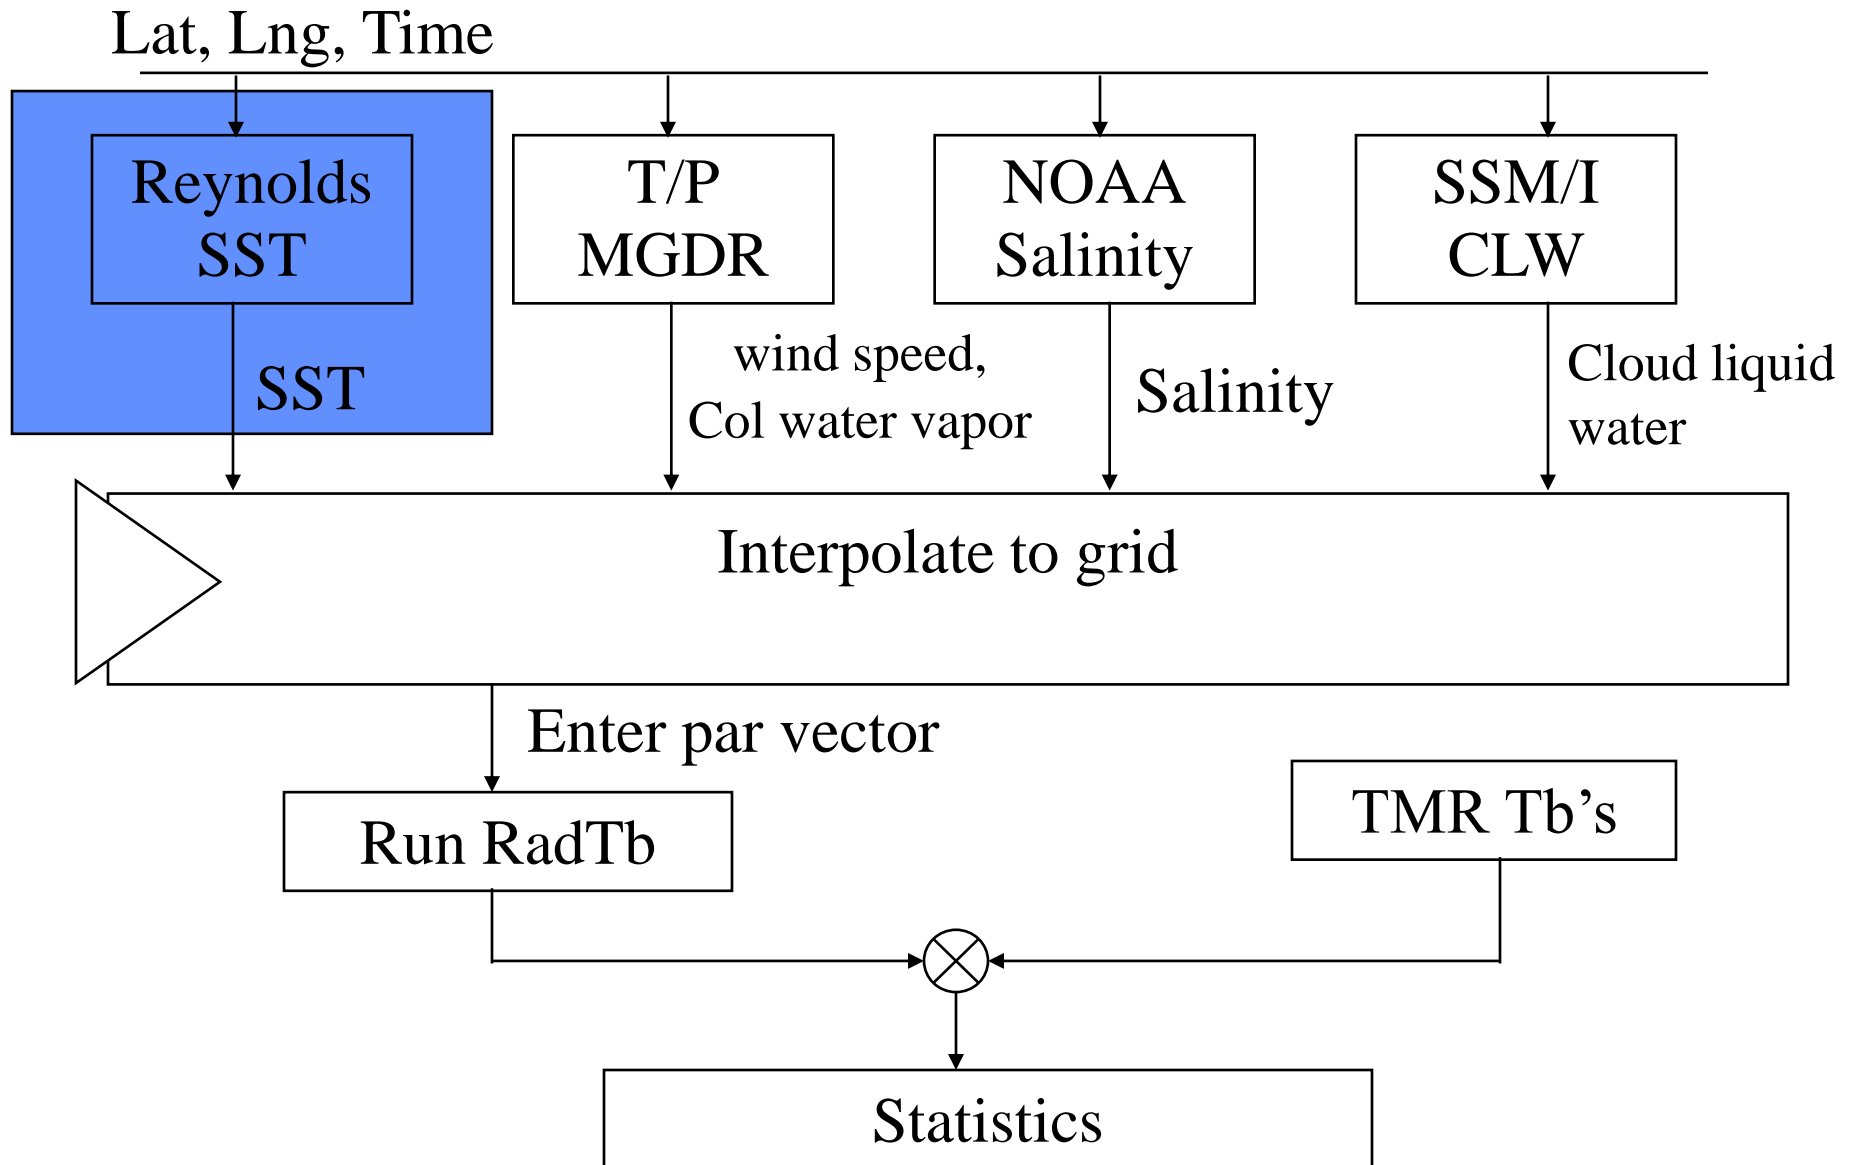 Lat, Lng, Time
Reynolds
SST
T/P
MGDR
NOAA
Salinity
SSM/I
CLW
SST
wind speed,
Col water vapor
Salinity
Cloud liquid
water
Interpolate to grid
Enter par vector
Run RadTb
TMR Tb’s
Statistics